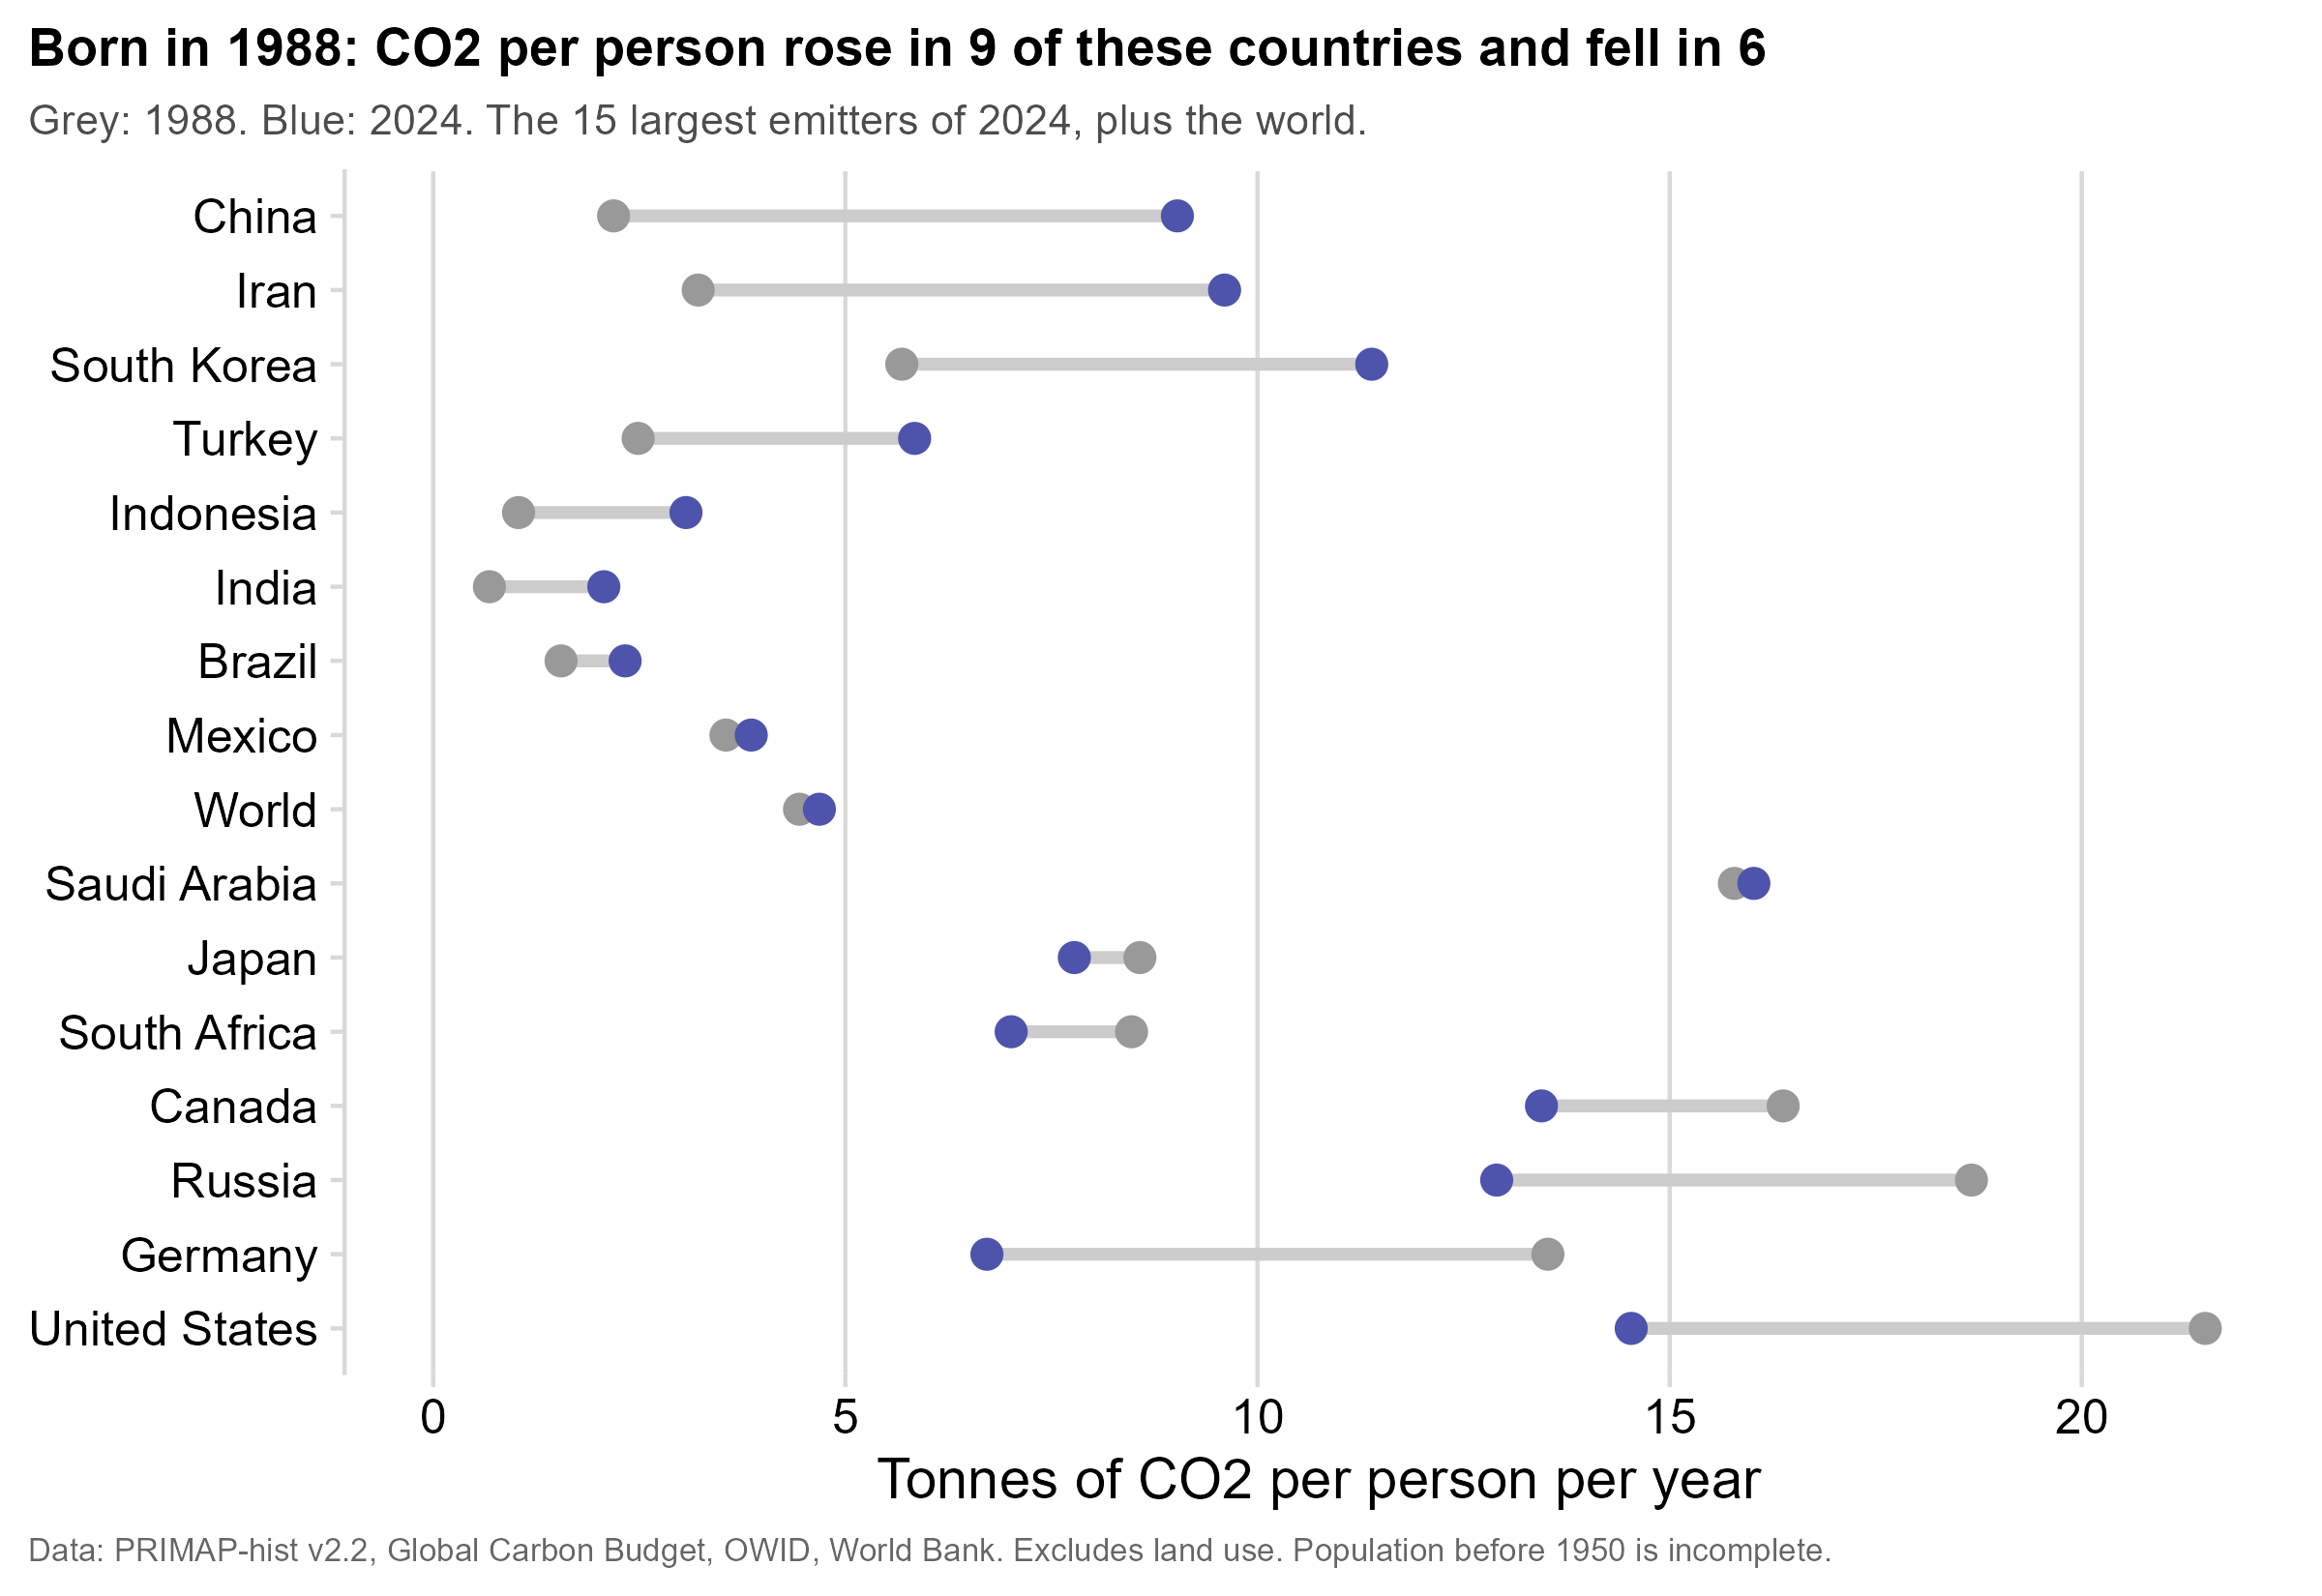 Born in 1988: CO2 per person rose in 9 of these countries and fell in 6
Grey: 1988. Blue: 2024. The 15 largest emitters of 2024, plus the world.
China
Iran
South Korea
Turkey
Indonesia
India
Brazil
Mexico
World
Saudi Arabia
Japan
South Africa
Canada
Russia
Germany
United States
0 5 10 15 20
Tonnes of CO2 per person per year
Data: PRIMAP-hist v2.2, Global Carbon Budget, OWID, World Bank. Excludes land use. Population before 1950 is incomplete.